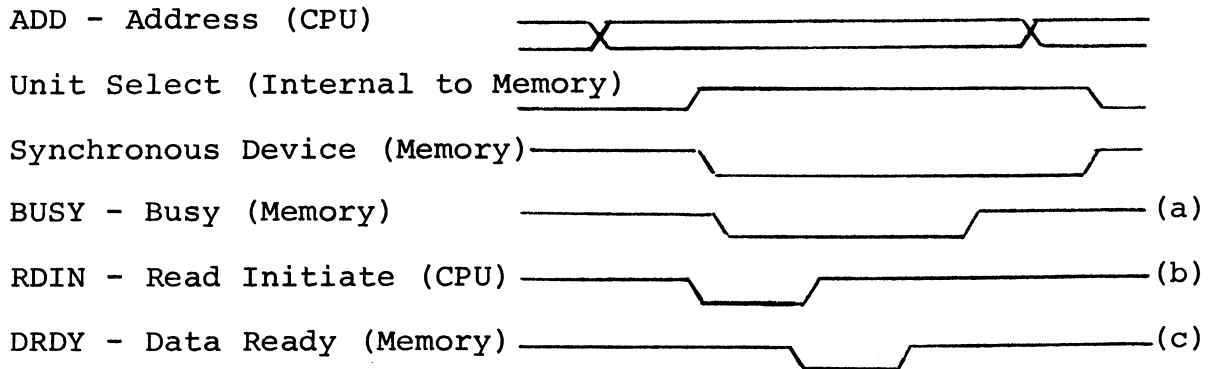 ADD - Address (CPU)
Unit Select (Internal to Memory)
Synchronous Device (Memory)
BUSY - Busy (Memory) (a)
RDIN - Read Initiate (CPU) (b)
DRDY - Data Ready (Memory) (c)